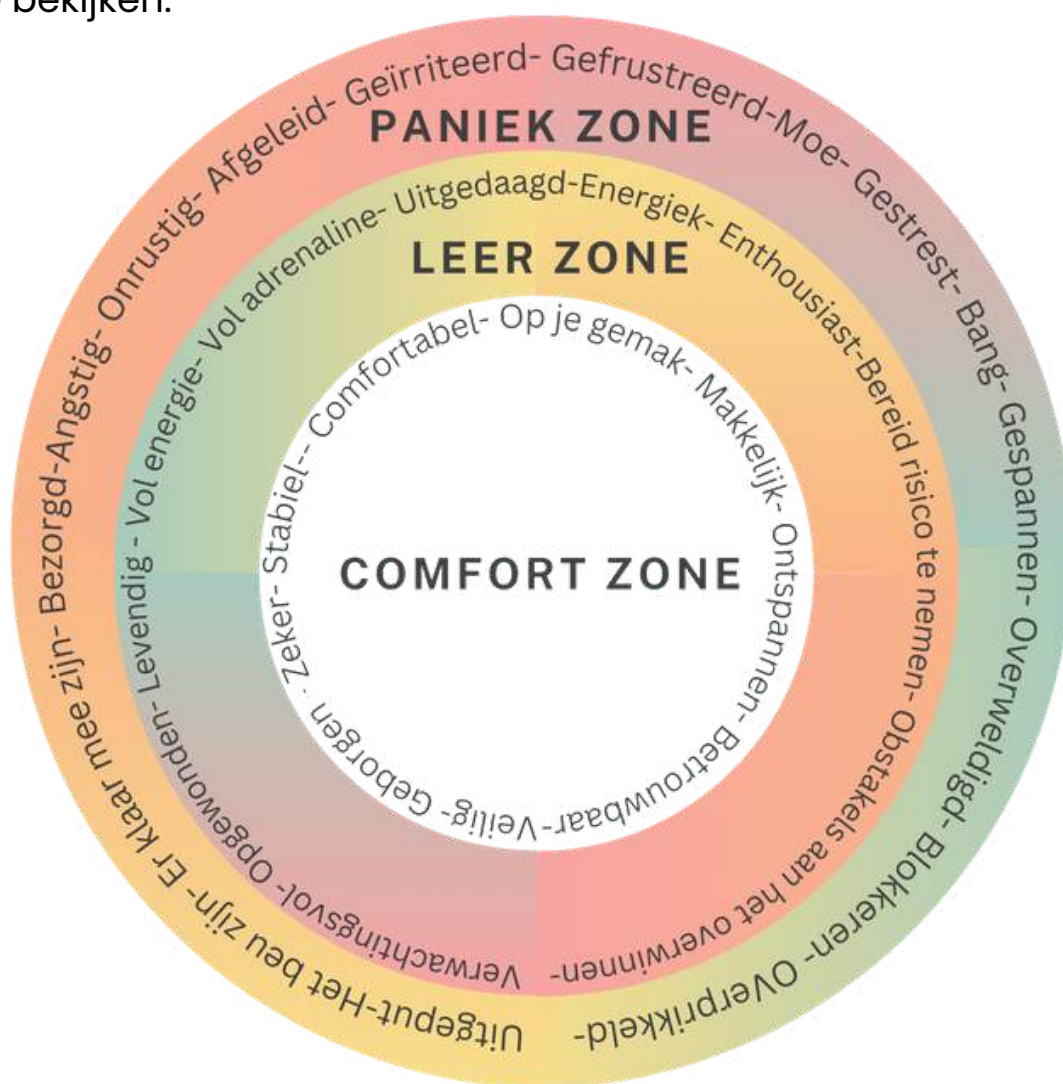 bekijken.
Geïrriteerd- Gefrustreerd-Moe- Gestrest- Bang- Gespannen- Overweldigd- Blokkeren- OVerprikkeld-
Uitgeput-Het beu zijn- Er klaar mee zijn- Bezorgd-Angstig- Onrustig- Afgeleid-
PANIEK ZONE
Uitgedaagd-Energiek- Enthousiast-Bereid risico te nemen- Obstakels aan het overwinnen-
Verwachtingsvol- Opgewonden- Levendig - Vol energie- Vol adrenaline-
LEER ZONE
Comfortabel- Op je gemak- Makkelijk- Ontspannen- Betrouwbaar-Veilig- Geborgen · Zeker- Stabiel--
COMFORT ZONE